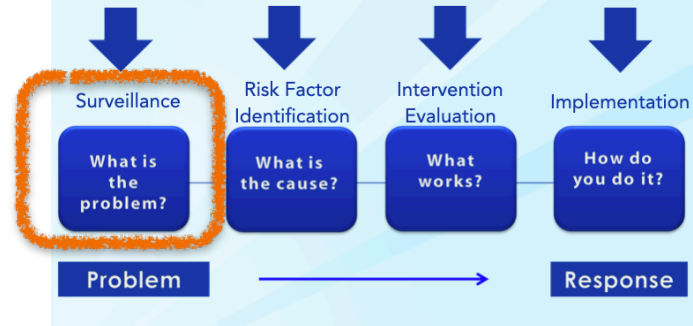 Surveillance
Risk Factor
Identification
Intervention
Evaluation
Implementation
What is
the
problem?
What is
the cause?
What
works?
How do
you do it?
Problem
Response